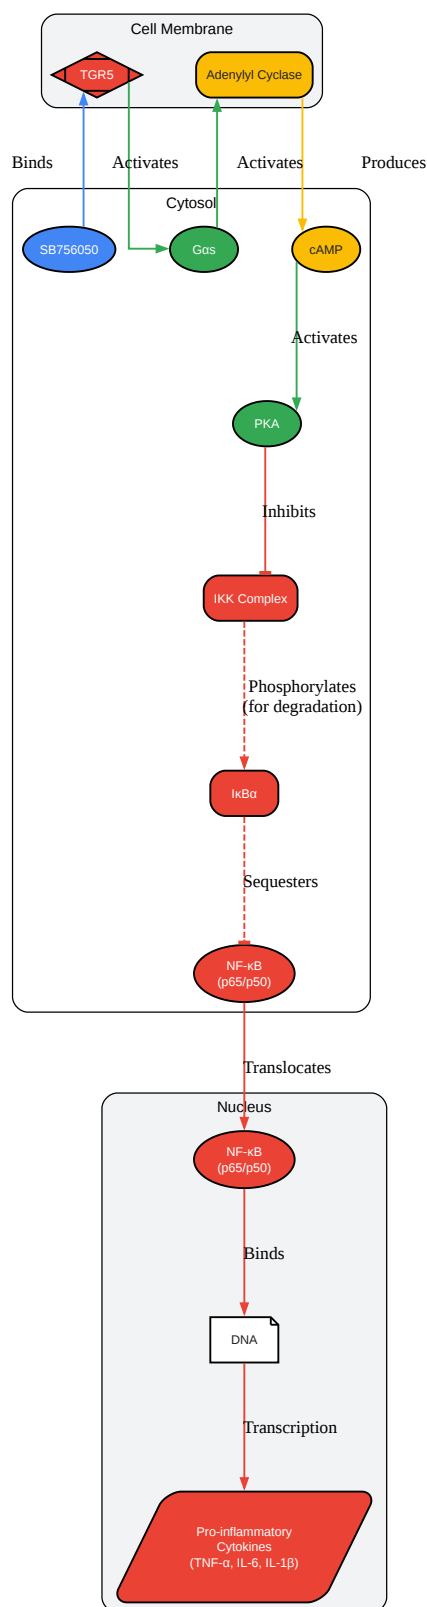 Cell Membrane
TGR5
Adenylyl Cyclase
Binds
Activates
Activates
Produces
Cytosol
SB756050
Gαs
cAMP
Activates
PKA
Inhibits
IKK Complex
Phosphorylates
(for degradation)
IκBα
Sequesters
NF-κB
(p65/p50)
Translocates
Nucleus
NF-κB
(p65/p50)
Binds
DNA
Transcription
Pro-inflammatory
Cytokines
(TNF-α, IL-6, IL-1β)